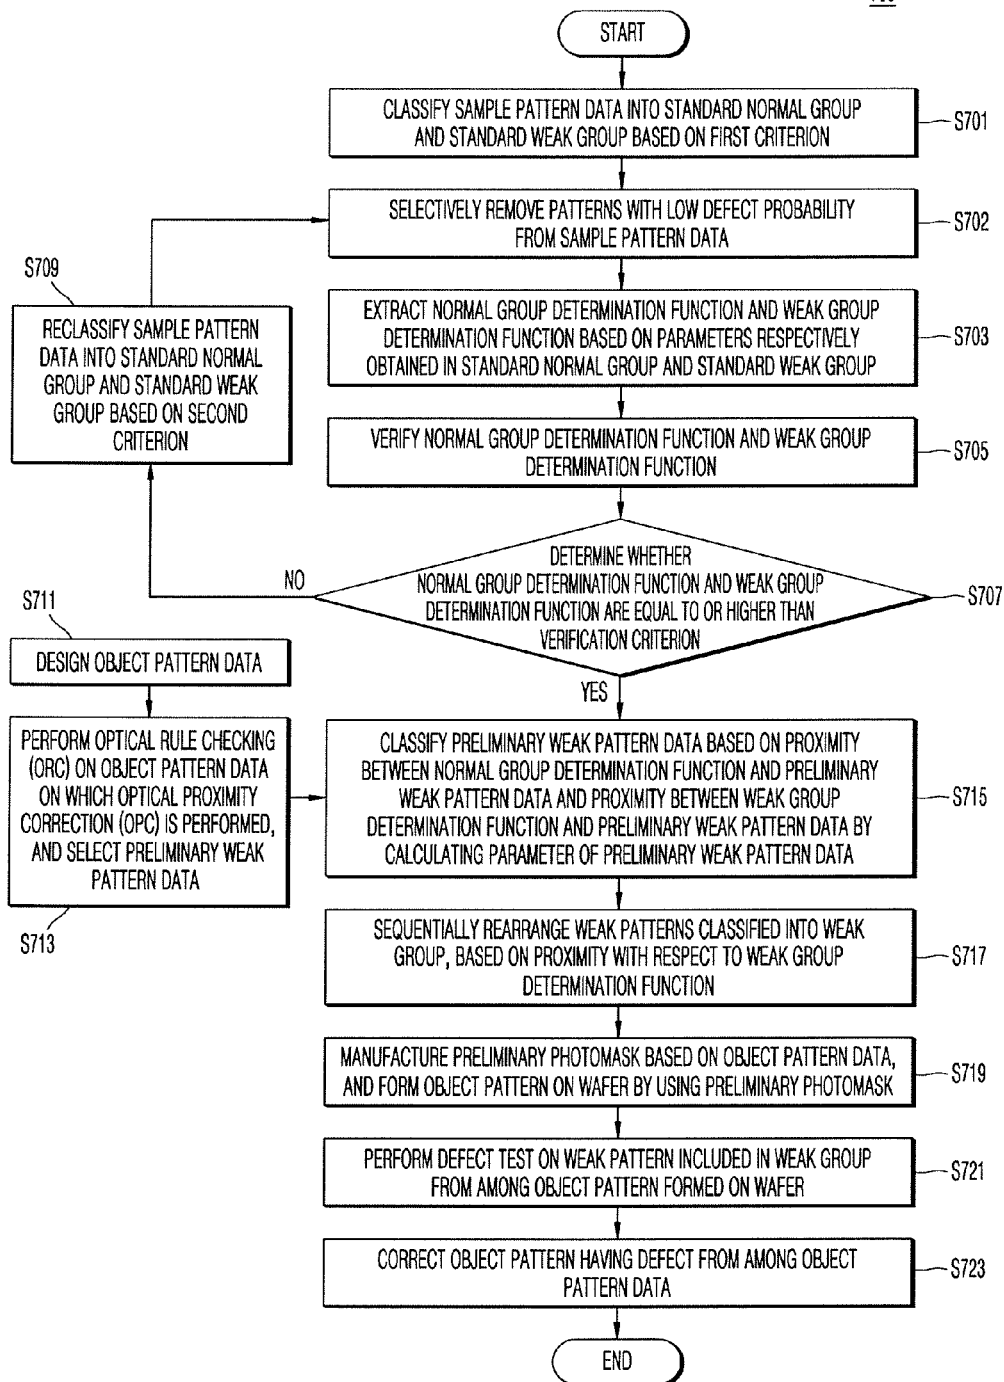 START
CLASSIFY SAMPLE PATTERN DATA INTO STANDARD NORMAL GROUP
AND STANDARD WEAK GROUP BASED ON FIRST CRITERION
S701
SELECTIVELY REMOVE PATTERNS WITH LOW DEFECT PROBABILITY
FROM SAMPLE PATTERN DATA
S702
S709
RECLASSIFY SAMPLE PATTERN
DATA INTO STANDARD NORMAL
GROUP AND STANDARD WEAK
GROUP BASED ON SECOND
CRITERION
EXTRACT NORMAL GROUP DETERMINATION FUNCTION AND WEAK GROUP
DETERMINATION FUNCTION BASED ON PARAMETERS RESPECTIVELY
OBTAINED IN STANDARD NORMAL GROUP AND STANDARD WEAK GROUP
S703
VERIFY NORMAL GROUP DETERMINATION FUNCTION AND WEAK GROUP
DETERMINATION FUNCTION
S705
DETERMINE WHETHER
NORMAL GROUP DETERMINATION FUNCTION AND WEAK GROUP
DETERMINATION FUNCTION ARE EQUAL TO OR HIGHER THAN
VERIFICATION CRITERION
S707
NO
YES
S711
DESIGN OBJECT PATTERN DATA
PERFORM OPTICAL RULE CHECKING
(ORC) ON OBJECT PATTERN DATA
ON WHICH OPTICAL PROXIMITY
CORRECTION (OPC) IS PERFORMED,
AND SELECT PRELIMINARY WEAK
PATTERN DATA
S713
CLASSIFY PRELIMINARY WEAK PATTERN DATA BASED ON PROXIMITY
BETWEEN NORMAL GROUP DETERMINATION FUNCTION AND PRELIMINARY
WEAK PATTERN DATA AND PROXIMITY BETWEEN WEAK GROUP
DETERMINATION FUNCTION AND PRELIMINARY WEAK PATTERN DATA BY
CALCULATING PARAMETER OF PRELIMINARY WEAK PATTERN DATA
S715
SEQUENTIALLY REARRANGE WEAK PATTERNS CLASSIFIED INTO WEAK
GROUP, BASED ON PROXIMITY WITH RESPECT TO WEAK GROUP
DETERMINATION FUNCTION
S717
MANUFACTURE PRELIMINARY PHOTOMASK BASED ON OBJECT PATTERN DATA,
AND FORM OBJECT PATTERN ON WAFER BY USING PRELIMINARY PHOTOMASK
S719
PERFORM DEFECT TEST ON WEAK PATTERN INCLUDED IN WEAK GROUP
FROM AMONG OBJECT PATTERN FORMED ON WAFER
S721
CORRECT OBJECT PATTERN HAVING DEFECT FROM AMONG OBJECT
PATTERN DATA
S723
END